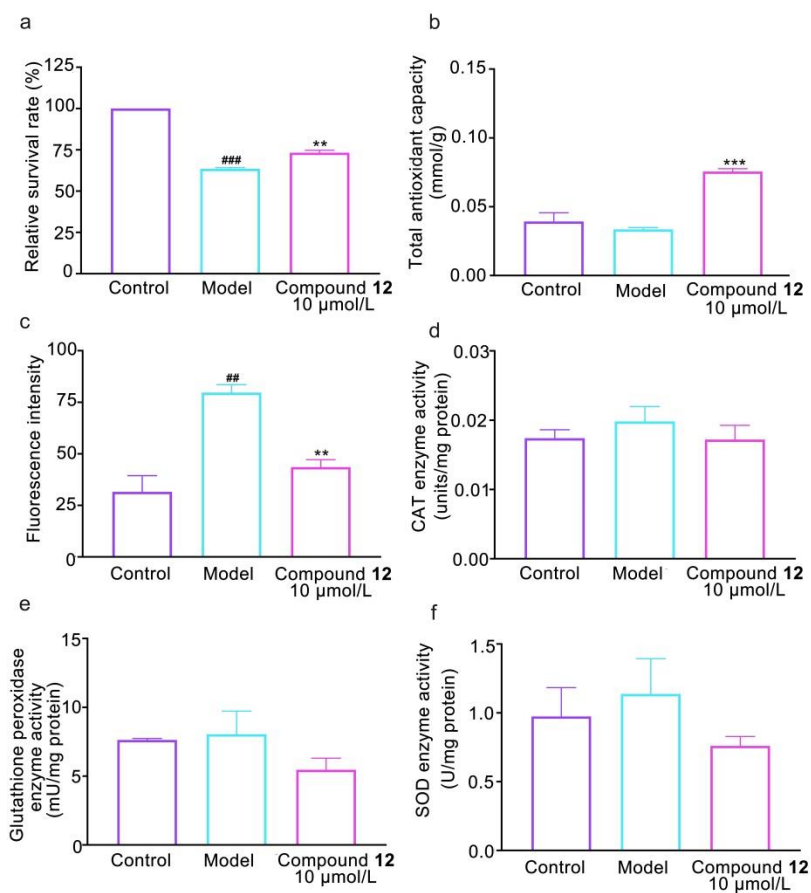 a
Relative survival rate (%)
125
100
75
50
25
0
###
**
Control
Model
Compound 12
10 µmol/L
b
Total antioxidant capacity
(mmol/g)
0.15
0.10
0.05
0.00
***
Control
Model
Compound 12
10 µmol/L
c
Fluorescence intensity
100
75
50
25
0
##
**
Control
Model
Compound 12
10 µmol/L
d
CAT enzyme activity
(units/mg protein)
0.03
0.02
0.01
0.00
Control
Model
Compound 12
10 µmol/L
e
Glutathione peroxidase
enzyme activity
(mU/mg protein)
15
10
5
0
Control
Model
Compound 12
10 µmol/L
f
SOD enzyme activity
(U/mg protein)
1.5
1.0
0.5
0.0
Control
Model
Compound 12
10 µmol/L